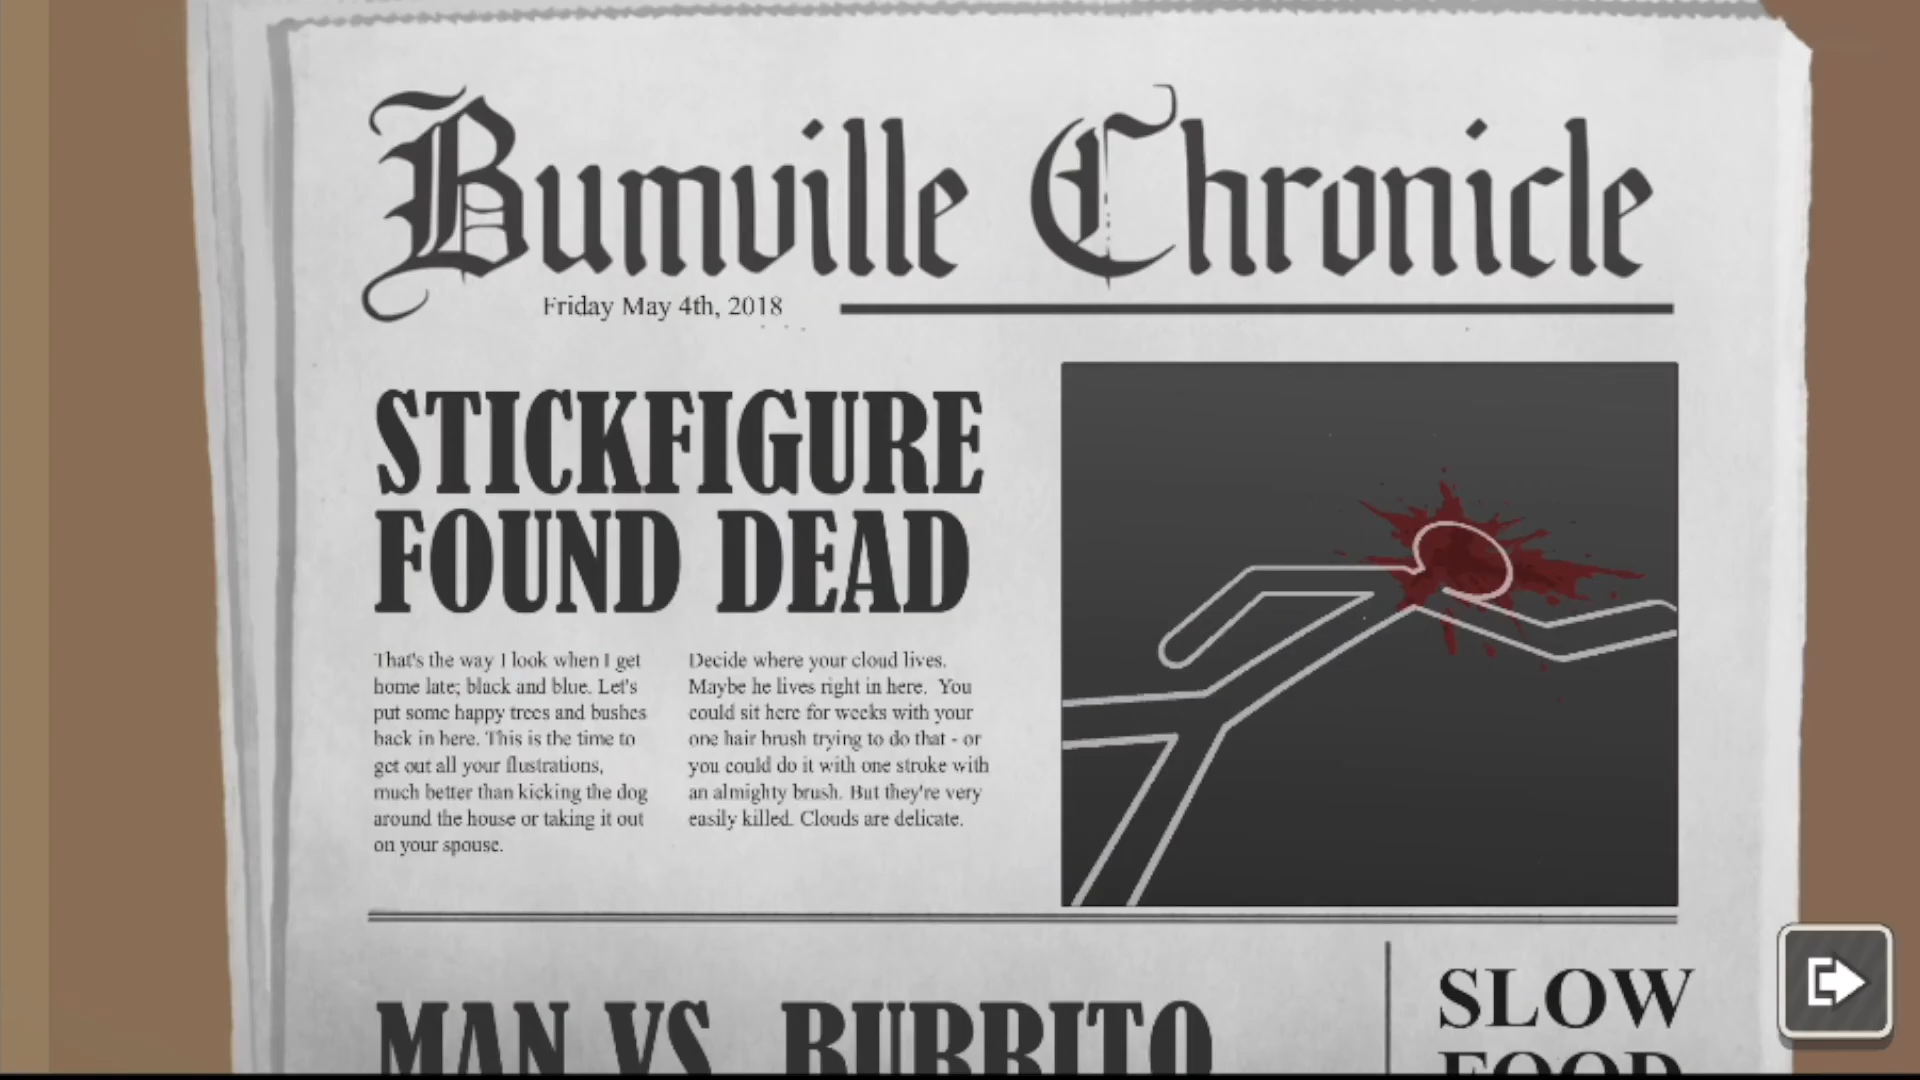 Bumville Chronicle
Friday May 4th, 2018
STICKFIGURE
FOUND DEAD
That's the way I look when I get
home late; black and blue. Let's
put some happy trees and bushes
back in here. This is the time to
get out all your flustrations,
much better than kicking the dog
around the house or taking it out
on your spouse.
Decide where your cloud lives.
Maybe he lives right in here.  You
could sit here for weeks with your
one hair brush trying to do that - or
you could do it with one stroke with
an almighty brush. But they're very
easily killed. Clouds are delicate.
MAN VS. BURRITO
SLOW
FOOD